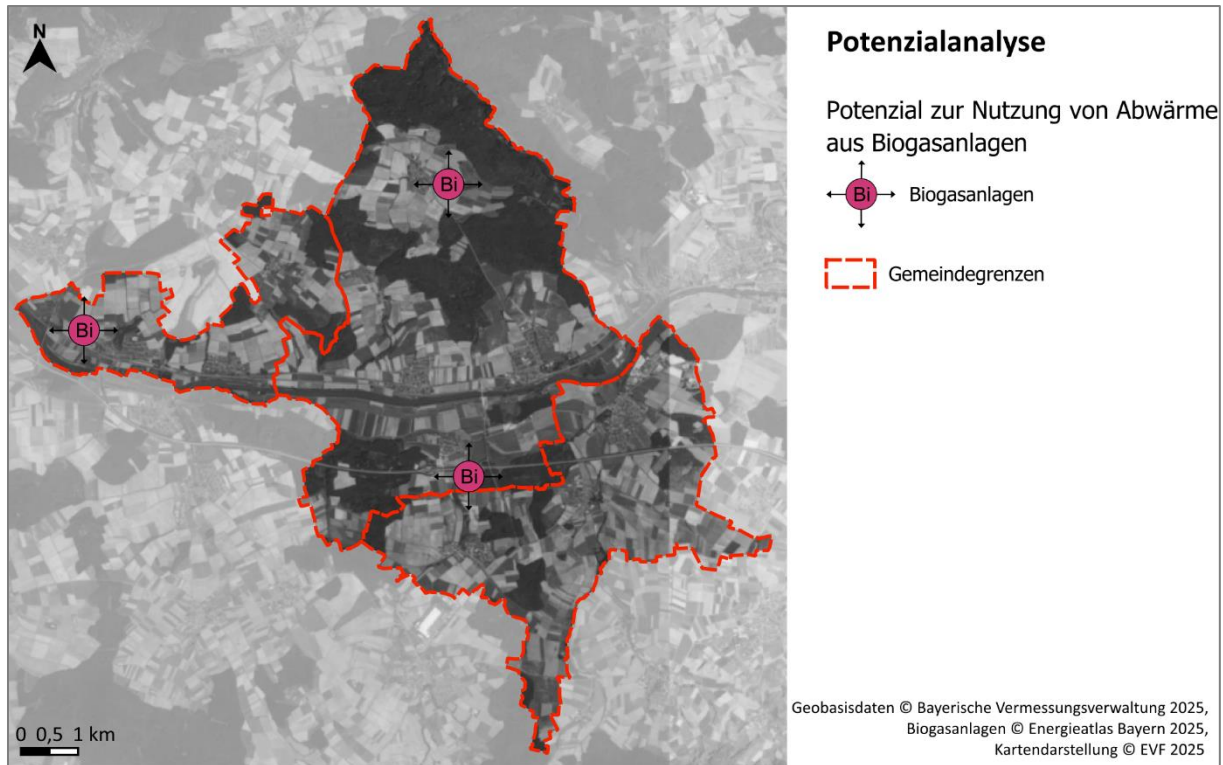 N
Bi
Bi
Bi
0 0,5 1 km
Potenzialanalyse
Potenzial zur Nutzung von Abwärme
aus Biogasanlagen
Bi Biogasanlagen
Gemeindegrenzen
Geobasisdaten © Bayerische Vermessungsverwaltung 2025,
Biogasanlagen © Energieatlas Bayern 2025,
Kartendarstellung © EVF 2025